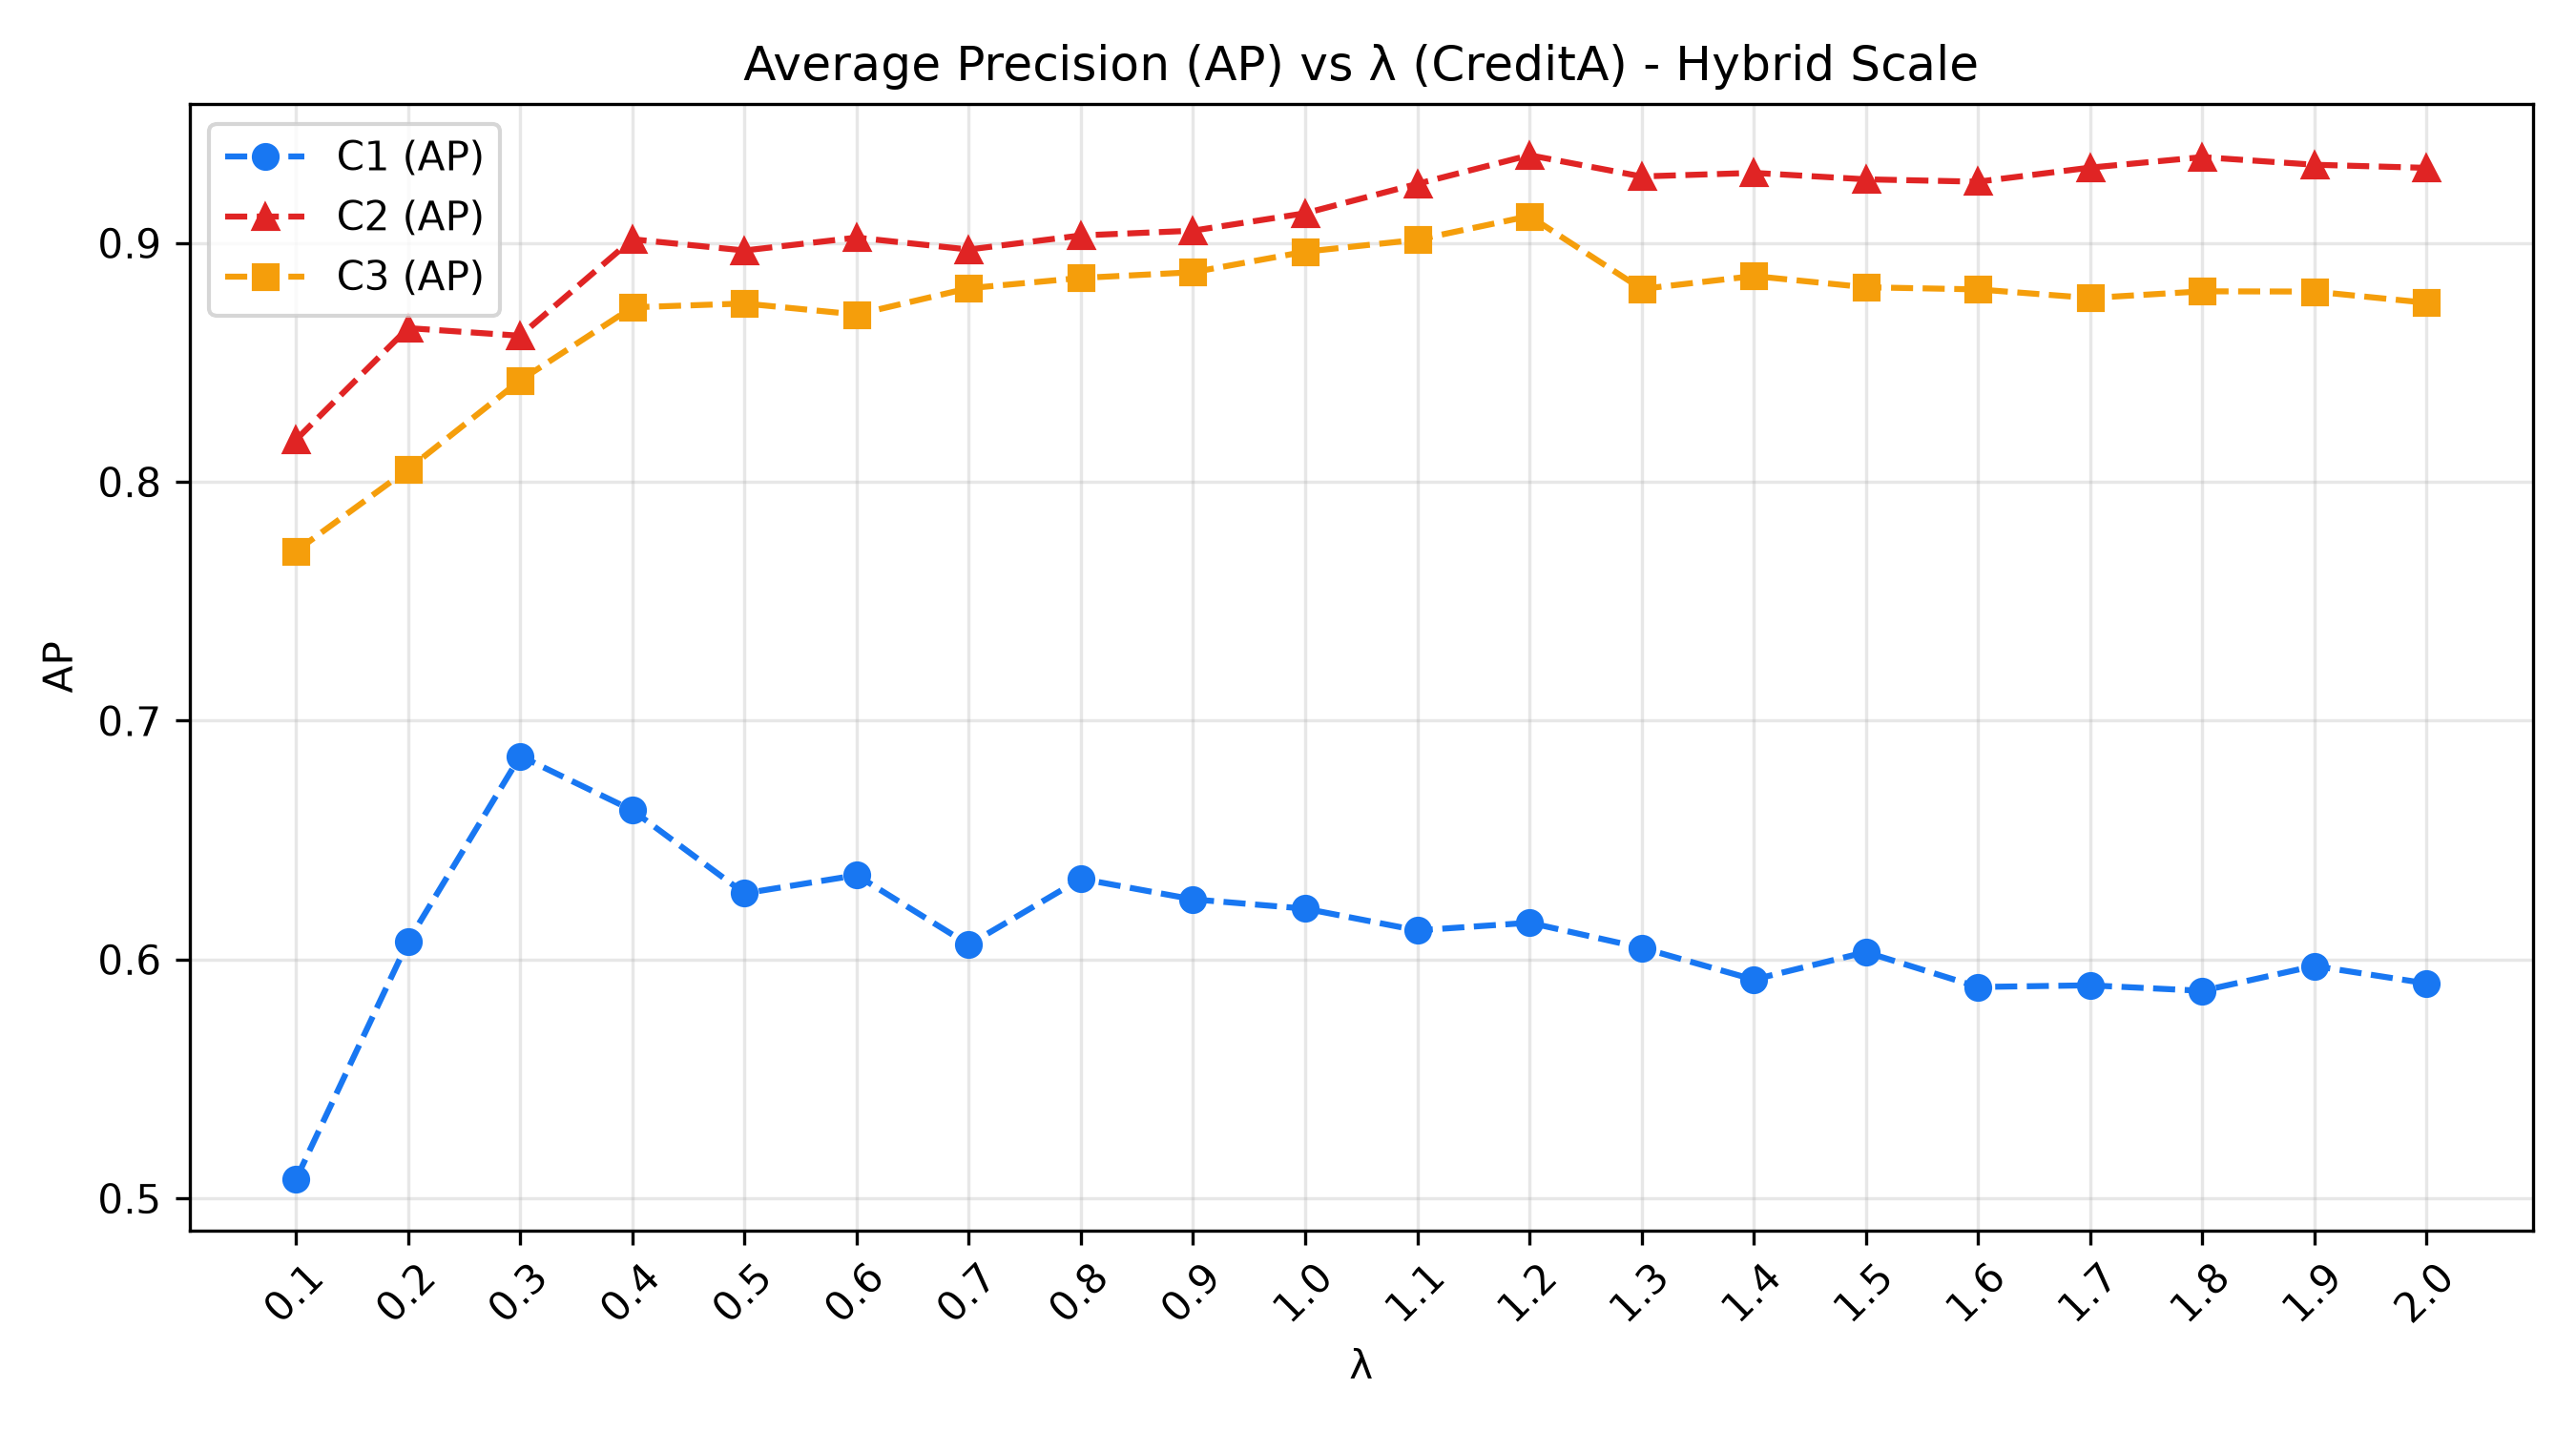 Average Precision (AP) vs λ (CreditA) - Hybrid Scale
C1 (AP)
C2 (AP)
C3 (AP)
AP
0.9
0.8
0.7
0.6
0.5
0.1 0.2 0.3 0.4 0.5 0.6 0.7 0.8 0.9 1.0 1.1 1.2 1.3 1.4 1.5 1.6 1.7 1.8 1.9 2.0
λ